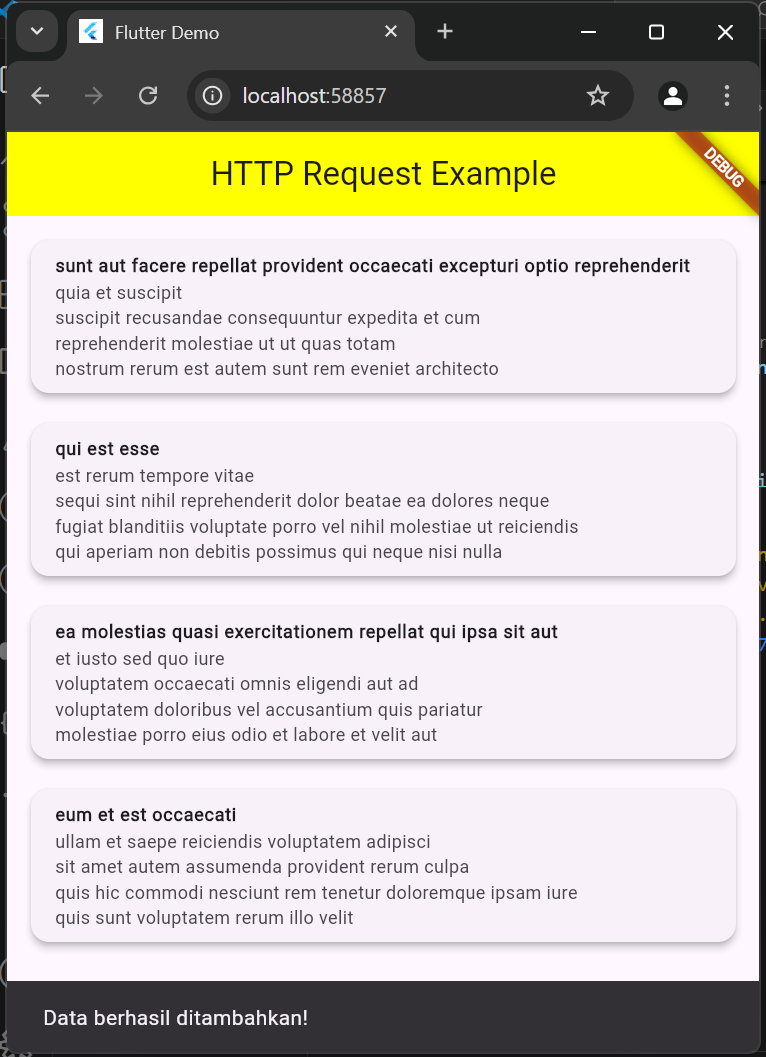 Flutter Demo
localhost:58857
HTTP Request Example
DEBUG
sunt aut facere repellat provident occaecati excepturi optio reprehenderit
quia et suscipit
suscipit recusandae consequuntur expedita et cum
reprehenderit molestiae ut ut quas totam
nostrum rerum est autem sunt rem eveniet architecto
qui est esse
est rerum tempore vitae
sequi sint nihil reprehenderit dolor beatae ea dolores neque
fugiat blanditiis voluptate porro vel nihil molestiae ut reiciendis
qui aperiam non debitis possimus qui neque nisi nulla
ea molestias quasi exercitationem repellat qui ipsa sit aut
et iusto sed quo iure
voluptatem occaecati omnis eligendi aut ad
voluptatem doloribus vel accusantium quis pariatur
molestiae porro eius odio et labore et velit aut
eum et est occaecati
ullam et saepe reiciendis voluptatem adipisci
sit amet autem assumenda provident rerum culpa
quis hic commodi nesciunt rem tenetur doloremque ipsam iure
quis sunt voluptatem rerum illo velit
Data berhasil ditambahkan!